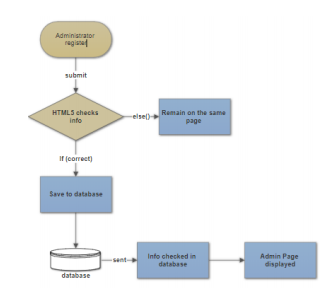 Administrator
register
submit
HTML5 checks
info
else()
Remain on the same
page
If (correct)
Save to database
database
sent
Info checked in
database
Admin Page
displayed